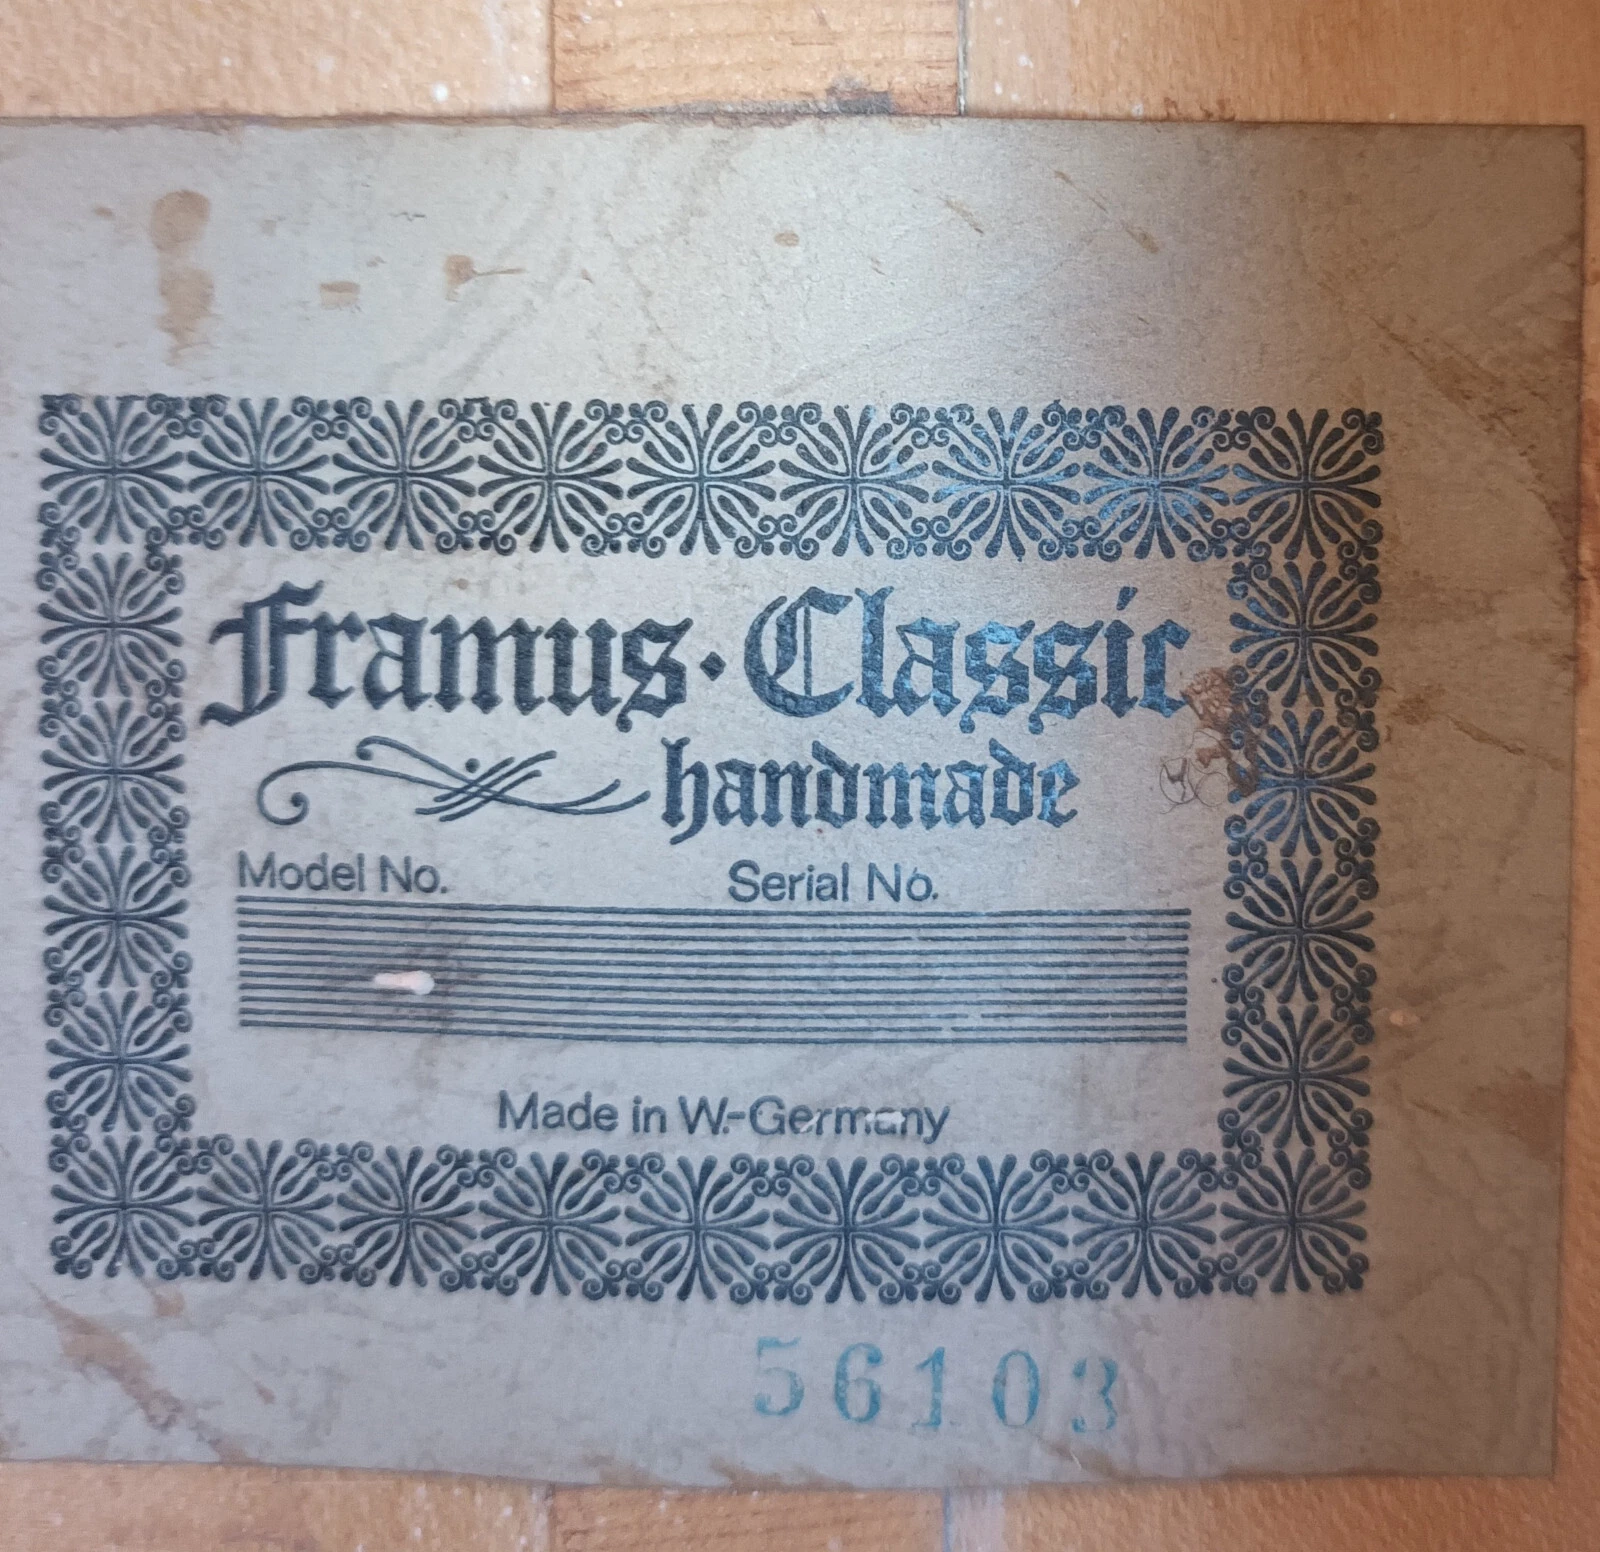 Framus · Classic
handmade
Model No. Serial No.
Made in W.-Germany
56103